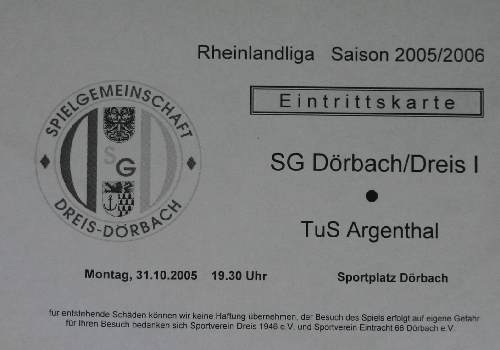 Rheinlandliga Saison 2005/2006
Eintrittskarte
SPIELGEMEINSCHAFT
SG
DREIS-DÖRBACH
SG Dörbach/Dreis I
●
TuS Argenthal
Montag, 31.10.2005 19.30 Uhr Sportplatz Dörbach
für entstehende Schäden können wir keine Haftung übernehmen, der Besuch des Spiels erfolgt auf eigene Gefahr
für Ihren Besuch bedanken sich Sportverein Dreis 1946 e.V. und Sportverein Eintracht 66 Dörbach e.V.